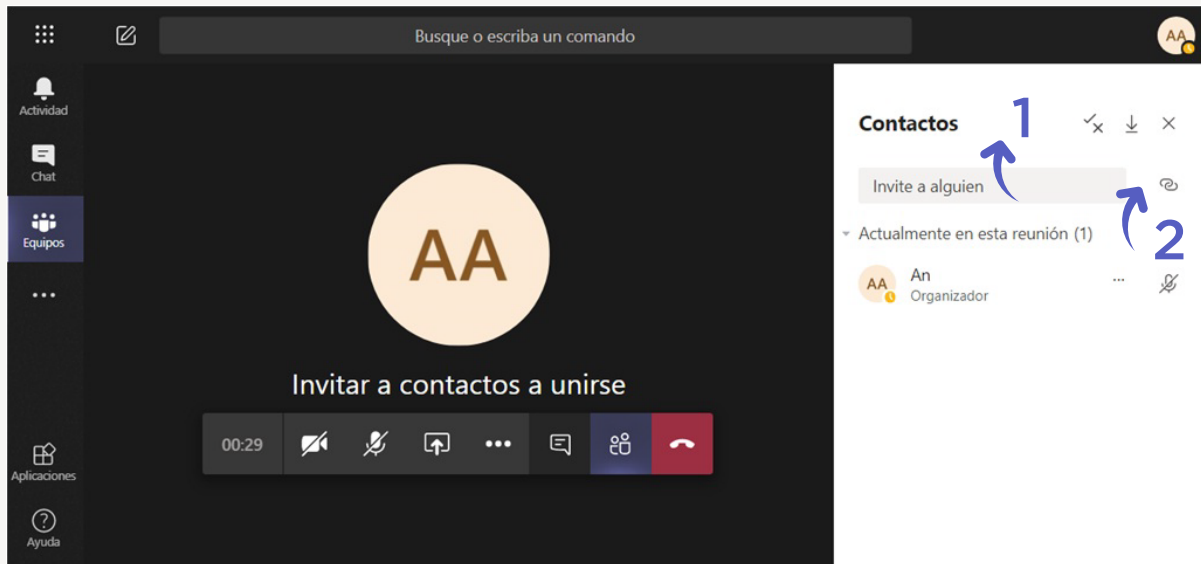 Busque o escriba un comando
AA
Actividad
Chat
Equipos
Aplicaciones
Ayuda
AA
Invitar a contactos a unirse
00:29
Contactos
1
Invite a alguien
2
Actualmente en esta reunión (1)
AA
An
Organizador